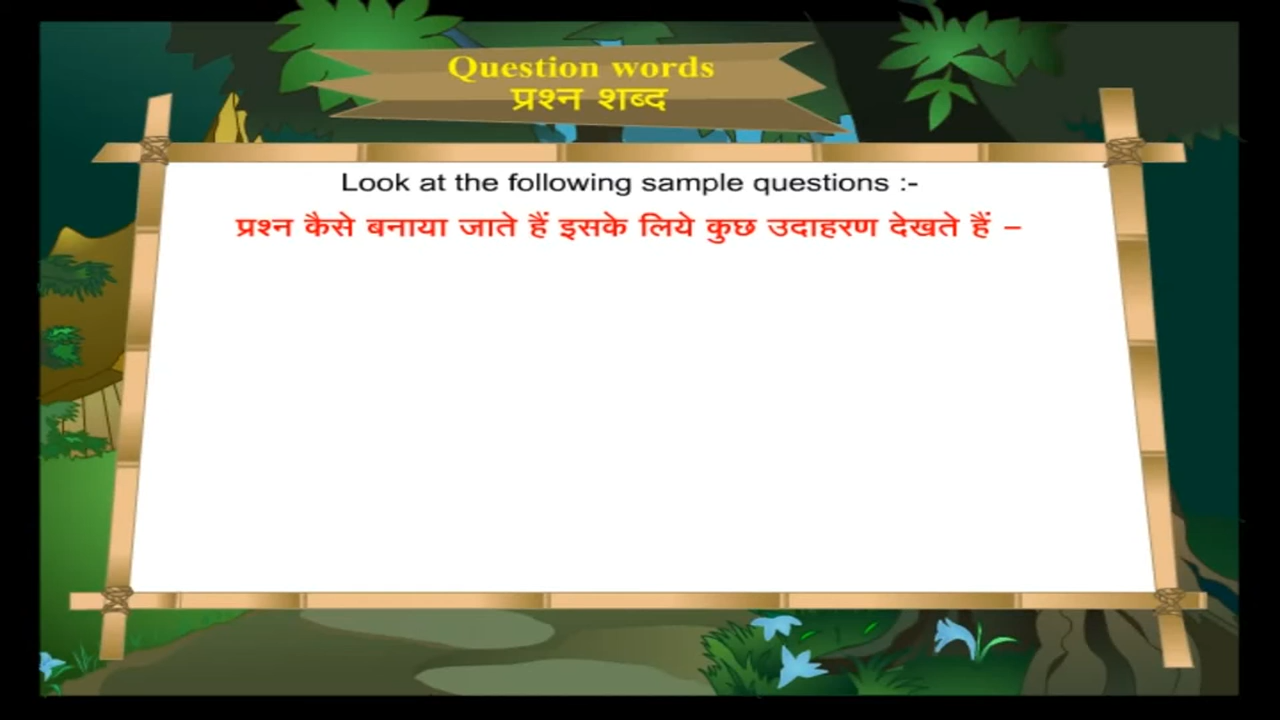 Question words
प्रश्न शब्द
Look at the following sample questions :-
प्रश्न कैसे बनाया जाते हैं इसके लिये कुछ उदाहरण देखते हैं –